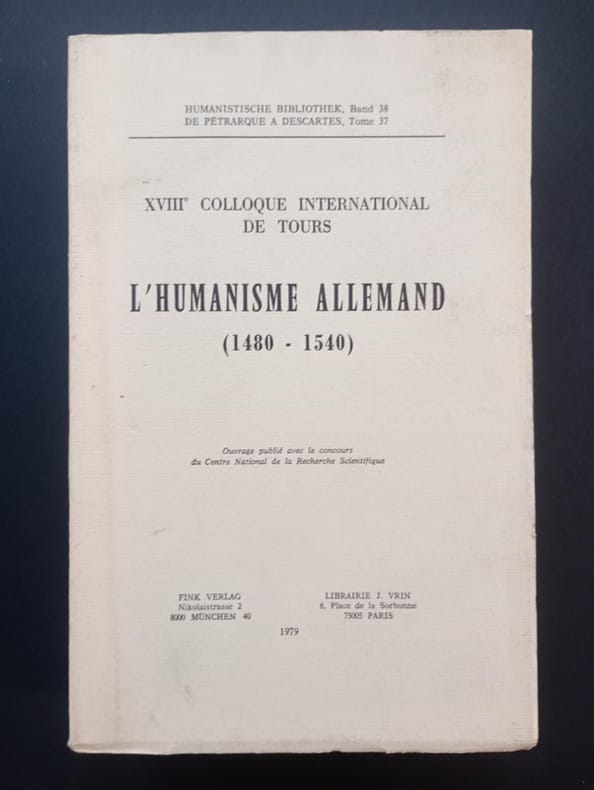 HUMANISTISCHE BIBLIOTHEK, Band 38
DE PÉTRARQUE A DESCARTES, Tome 37
XVIIIe COLLOQUE INTERNATIONAL
DE TOURS
L'HUMANISME ALLEMAND
(1480 - 1540)
Ouvrage publié avec le concours
du Centre National de la Recherche Scientifique
FINK VERLAG
Nikolaistrasse 2
8000 MÜNCHEN 40
LIBRAIRIE J. VRIN
6, Place de la Sorbonne
75005 PARIS
1979